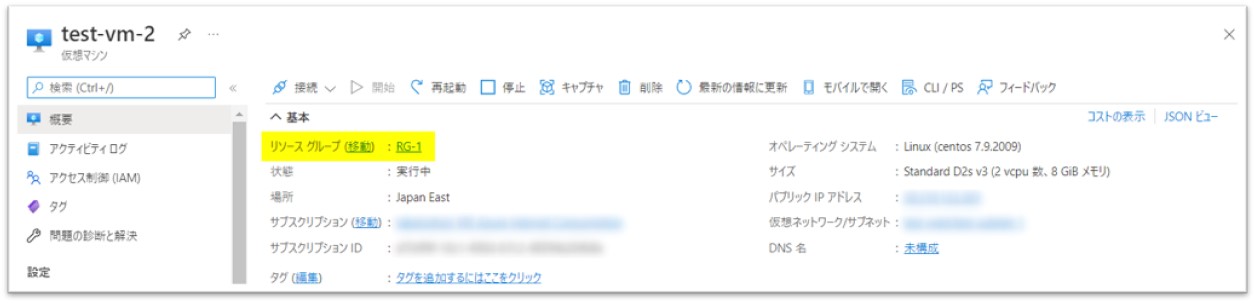 test-vm-2
仮想マシン
検索 (Ctrl+/)
概要
アクティビティ ログ
アクセス制御 (IAM)
タグ
問題の診断と解決
設定
接続 開始 再起動 停止 キャプチャ 削除 最新の情報に更新 モバイルで開く CLI / PS フィードバック
基本
コストの表示 JSON ビュー
リソース グループ (移動) : RG-1
状態 : 実行中
場所 : Japan East
サブスクリプション (移動) :
サブスクリプション ID :
タグ (編集) : タグを追加するにはここをクリック
オペレーティング システム : Linux (centos 7.9.2009)
サイズ : Standard D2s v3 (2 vcpu 数、8 GiB メモリ)
パブリック IP アドレス :
仮想ネットワーク/サブネット :
DNS 名 : 未構成